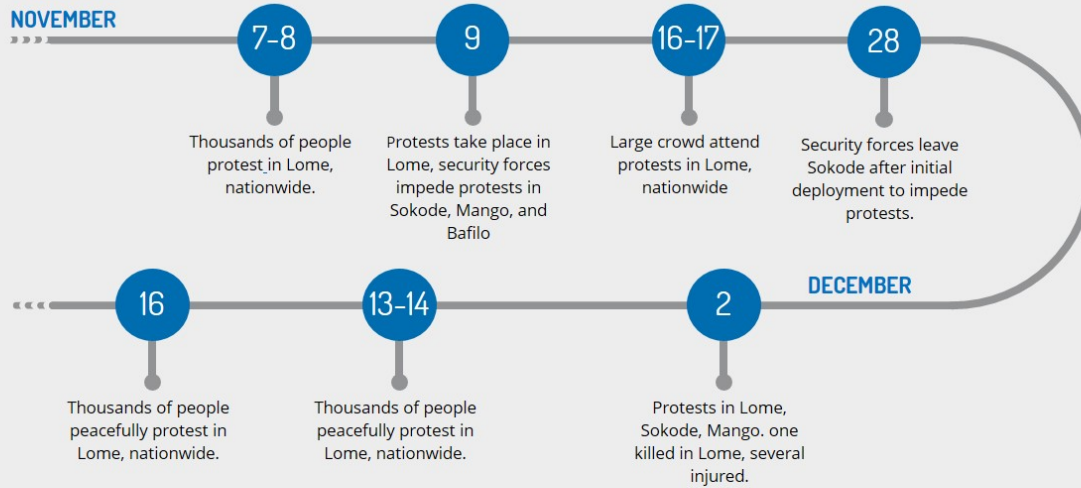 NOVEMBER
7-8
Thousands of people
protest in Lome,
nationwide.
9
Protests take place in
Lome, security forces
impede protests in
Sokode, Mango, and
Bafilo
16-17
Large crowd attend
protests in Lome,
nationwide
28
Security forces leave
Sokode after initial
deployment to impede
protests.
DECEMBER
2
Protests in Lome,
Sokode, Mango. one
killed in Lome, several
injured.
13-14
Thousands of people
peacefully protest in
Lome, nationwide.
16
Thousands of people
peacefully protest in
Lome, nationwide.